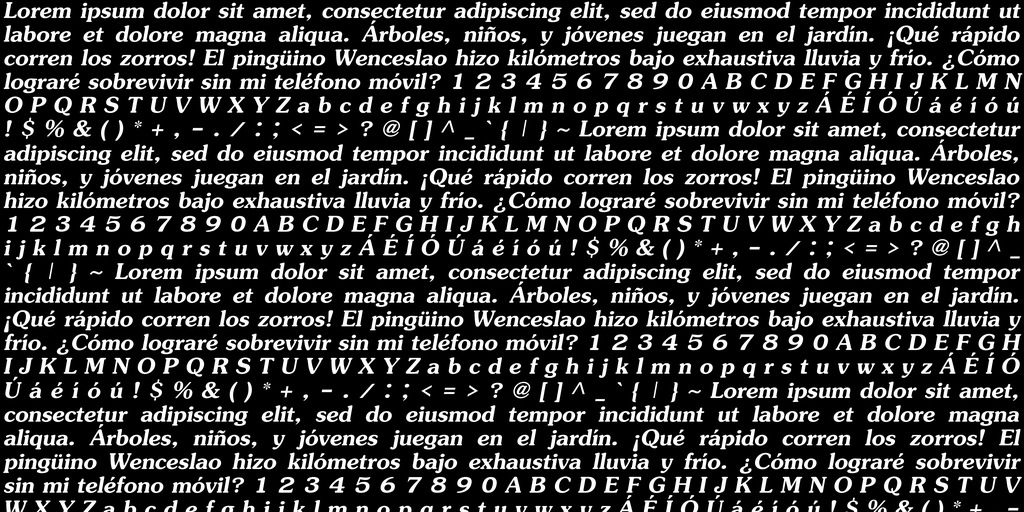 Lorem ipsum dolor sit amet, consectetur adipiscing elit, sed do eiusmod tempor incididunt ut
labore et dolore magna aliqua. Árboles, niños, y jóvenes juegan en el jardín. ¡Qué rápido
corren los zorros! El pingüino Wenceslao hizo kilómetros bajo exhaustiva lluvia y frío. ¿Cómo
lograré sobrevivir sin mi teléfono móvil? 1 2 3 4 5 6 7 8 9 0 A B C D E F G H I J K L M N
O P Q R S T U V W X Y Z a b c d e f g h i j k l m n o p q r s t u v w x y z Á É Í Ó Ú á é í ó ú
! $ % & ( ) * + , - . / : ; < = > ? @ [ ] ^ _ ` { | } ~ Lorem ipsum dolor sit amet, consectetur
adipiscing elit, sed do eiusmod tempor incididunt ut labore et dolore magna aliqua. Árboles,
niños, y jóvenes juegan en el jardín. ¡Qué rápido corren los zorros! El pingüino Wenceslao
hizo kilómetros bajo exhaustiva lluvia y frío. ¿Cómo lograré sobrevivir sin mi teléfono móvil?
1 2 3 4 5 6 7 8 9 0 A B C D E F G H I J K L M N O P Q R S T U V W X Y Z a b c d e f g h
i j k l m n o p q r s t u v w x y z Á É Í Ó Ú á é í ó ú ! $ % & ( ) * + , - . / : ; < = > ? @ [ ] ^ _
` { | } ~ Lorem ipsum dolor sit amet, consectetur adipiscing elit, sed do eiusmod tempor
incididunt ut labore et dolore magna aliqua. Árboles, niños, y jóvenes juegan en el jardín.
¡Qué rápido corren los zorros! El pingüino Wenceslao hizo kilómetros bajo exhaustiva lluvia y
frío. ¿Cómo lograré sobrevivir sin mi teléfono móvil? 1 2 3 4 5 6 7 8 9 0 A B C D E F G H
I J K L M N O P Q R S T U V W X Y Z a b c d e f g h i j k l m n o p q r s t u v w x y z Á É Í Ó
Ú á é í ó ú ! $ % & ( ) * + , - . / : ; < = > ? @ [ ] ^ _ ` { | } ~ Lorem ipsum dolor sit amet,
consectetur adipiscing elit, sed do eiusmod tempor incididunt ut labore et dolore magna
aliqua. Árboles, niños, y jóvenes juegan en el jardín. ¡Qué rápido corren los zorros! El
pingüino Wenceslao hizo kilómetros bajo exhaustiva lluvia y frío. ¿Cómo lograré sobrevivir
sin mi teléfono móvil? 1 2 3 4 5 6 7 8 9 0 A B C D E F G H I J K L M N O P Q R S T U V
W X Y Z a b c d e f g h i j k l m n o p q r s t u v w x y z Á É Í Ó Ú á é í ó ú ! $ % & ( ) * + , -